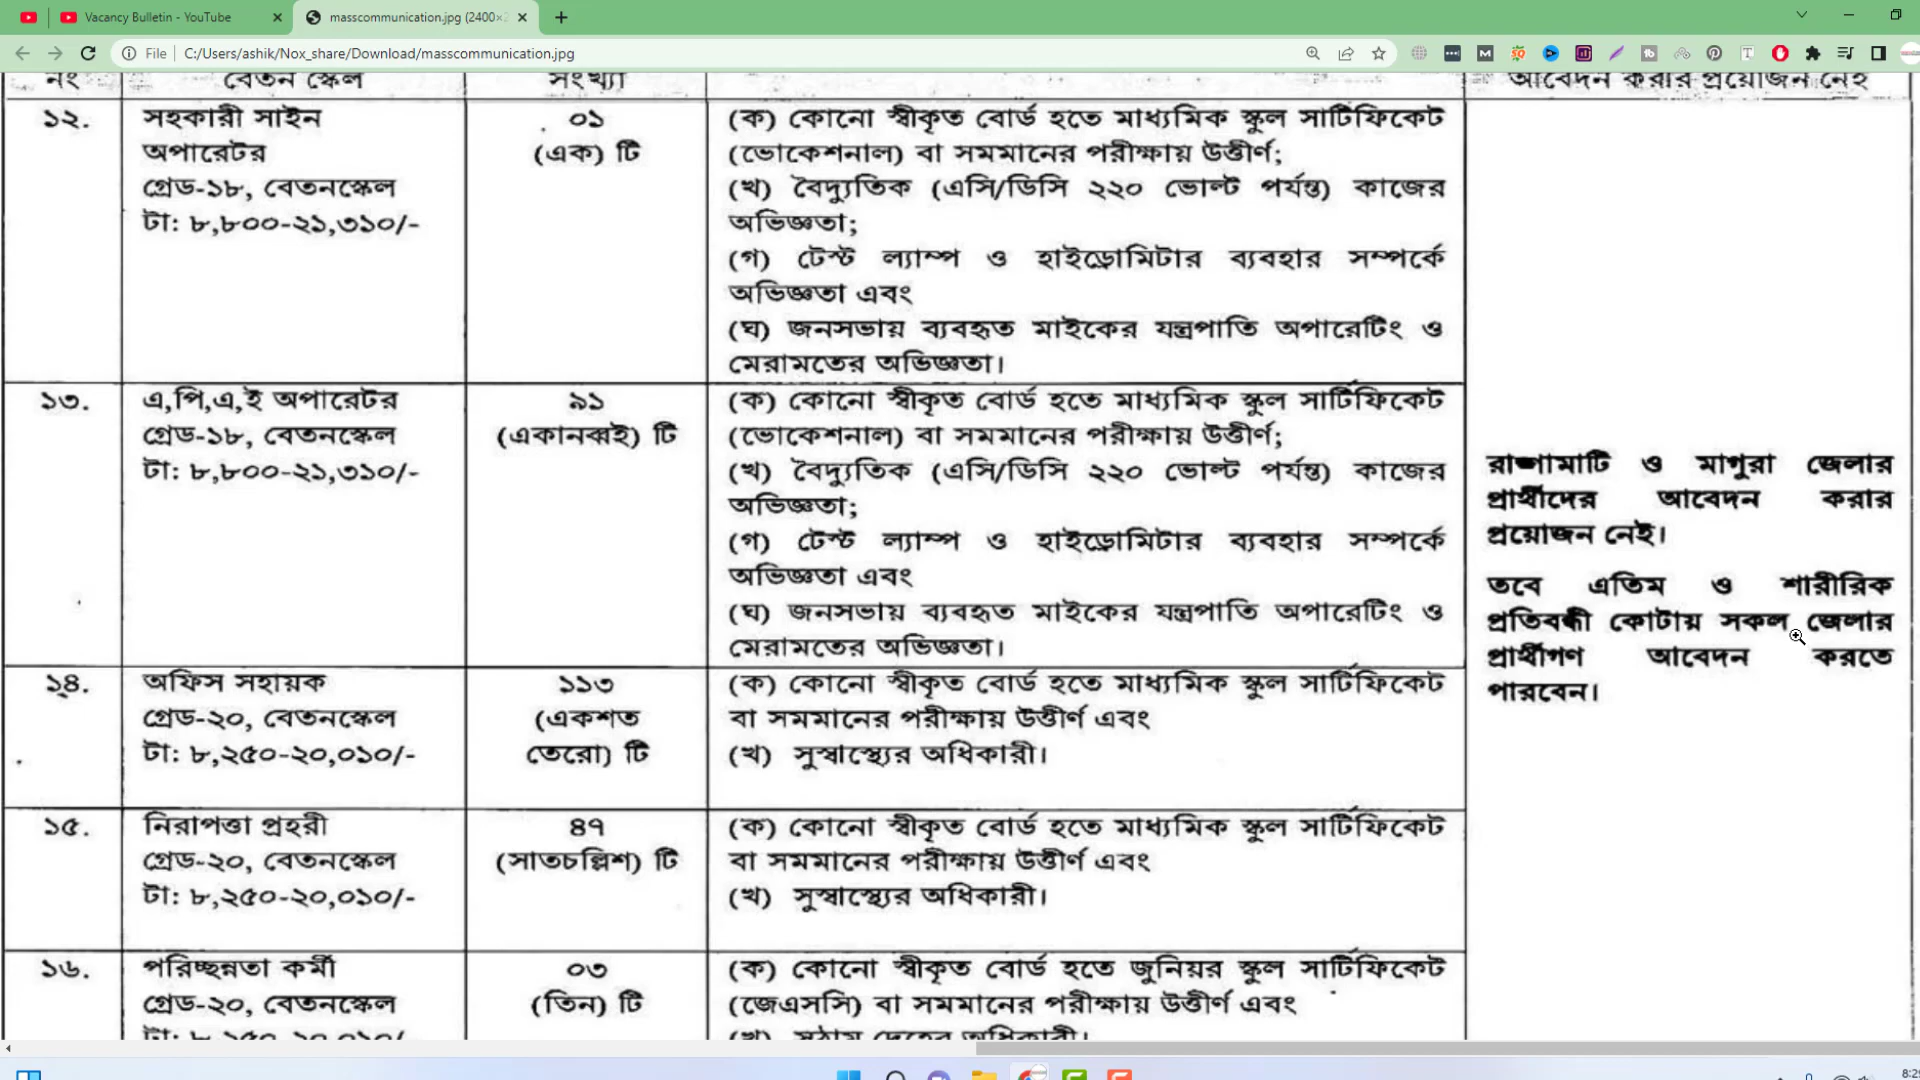 Vacancy Bulletin - YouTube
masscommunication.jpg (2400×2
File
C:/Users/ashik/Nox_share/Download/masscommunication.jpg
নং বেতন স্কেল সংখ্যা আবেদন করার প্রয়োজন নেই
১২. সহকারী সাইন ০১ (ক) কোনো স্বীকৃত বোর্ড হতে মাধ্যমিক স্কুল সার্টিফিকেট
অপারেটর (এক) টি (ভোকেশনাল) বা সমমানের পরীক্ষায় উত্তীর্ণ;
গ্রেড-১৮, বেতনস্কেল (খ) বৈদ্যুতিক (এসি/ডিসি ২২০ ভোল্ট পর্যন্ত) কাজের
টা: ৮,৮০০-২১,৩১০/- অভিজ্ঞতা;
(গ) টেস্ট ল্যাম্প ও হাইড্রোমিটার ব্যবহার সম্পর্কে
অভিজ্ঞতা এবং
(ঘ) জনসভায় ব্যবহৃত মাইকের যন্ত্রপাতি অপারেটিং ও
মেরামতের অভিজ্ঞতা।
১৩. এ,পি,এ,ই অপারেটর ৯১ (ক) কোনো স্বীকৃত বোর্ড হতে মাধ্যমিক স্কুল সার্টিফিকেট
গ্রেড-১৮, বেতনস্কেল (একানব্বই) টি (ভোকেশনাল) বা সমমানের পরীক্ষায় উত্তীর্ণ;
টা: ৮,৮০০-২১,৩১০/- (খ) বৈদ্যুতিক (এসি/ডিসি ২২০ ভোল্ট পর্যন্ত) কাজের
অভিজ্ঞতা;
(গ) টেস্ট ল্যাম্প ও হাইড্রোমিটার ব্যবহার সম্পর্কে
অভিজ্ঞতা এবং
(ঘ) জনসভায় ব্যবহৃত মাইকের যন্ত্রপাতি অপারেটিং ও
মেরামতের অভিজ্ঞতা।
১৪. অফিস সহায়ক ১১৩ (ক) কোনো স্বীকৃত বোর্ড হতে মাধ্যমিক স্কুল সার্টিফিকেট
গ্রেড-২০, বেতনস্কেল (একশত বা সমমানের পরীক্ষায় উত্তীর্ণ এবং
টা: ৮,২৫০-২০,০১০/- তেরো) টি (খ) সুস্বাস্থ্যের অধিকারী।
১৫. নিরাপত্তা প্রহরী ৪৭ (ক) কোনো স্বীকৃত বোর্ড হতে মাধ্যমিক স্কুল সার্টিফিকেট
গ্রেড-২০, বেতনস্কেল (সাতচল্লিশ) টি বা সমমানের পরীক্ষায় উত্তীর্ণ এবং
টা: ৮,২৫০-২০,০১০/- (খ) সুস্বাস্থ্যের অধিকারী।
১৬. পরিচ্ছন্নতা কর্মী ০৩ (ক) কোনো স্বীকৃত বোর্ড হতে জুনিয়র স্কুল সার্টিফিকেট
গ্রেড-২০, বেতনস্কেল (তিন) টি (জেএসসি) বা সমমানের পরীক্ষায় উত্তীর্ণ এবং
টা: ৮,২৫০-২০,০১০/- (খ) সুঠাম দেহের অধিকারী।
রাঙ্গামাটি ও মাগুরা জেলার
প্রার্থীদের আবেদন করার
প্রয়োজন নেই।
তবে এতিম ও শারীরিক
প্রতিবন্ধী কোটায় সকল জেলার
প্রার্থীগণ আবেদন করতে
পারবেন।